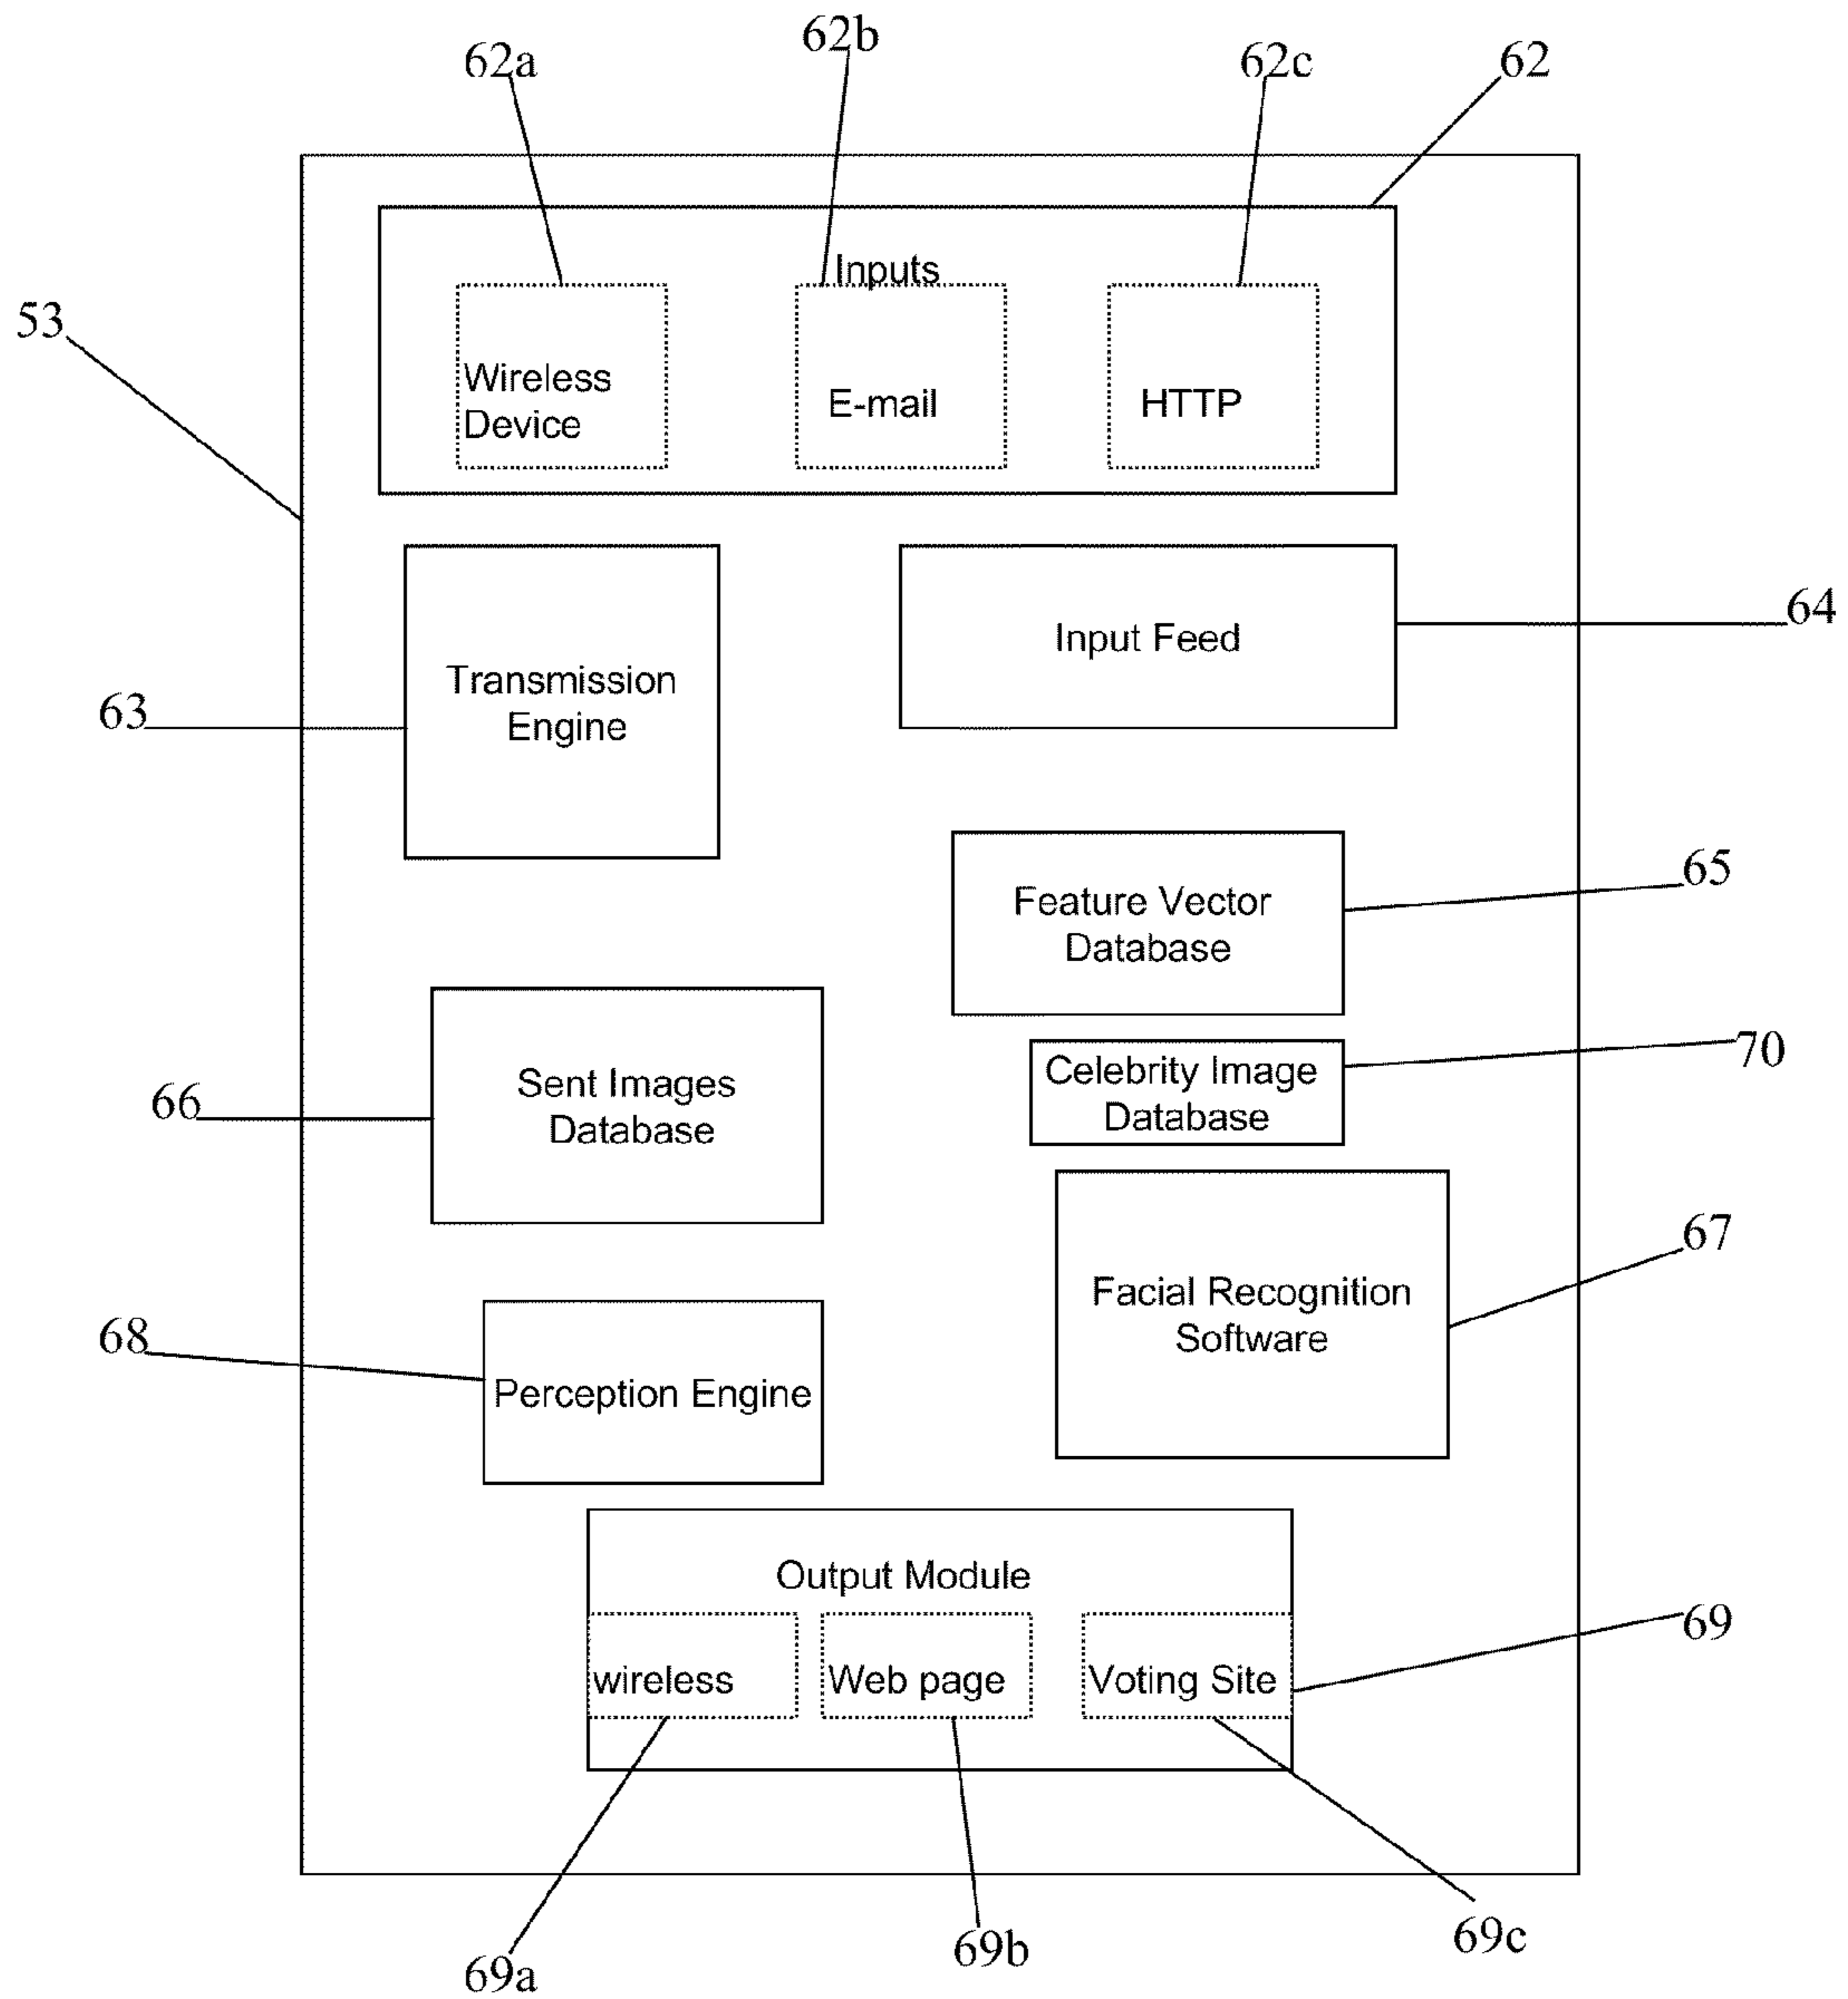 62a
62b
62c
62
53
Inputs
Wireless
Device
E-mail
HTTP
Transmission
Engine
63
Input Feed
64
Feature Vector
Database
65
Sent Images
Database
66
Celebrity Image
Database
70
Facial Recognition
Software
67
68
Perception Engine
Output Module
wireless
Web page
Voting Site
69
69a
69b
69c